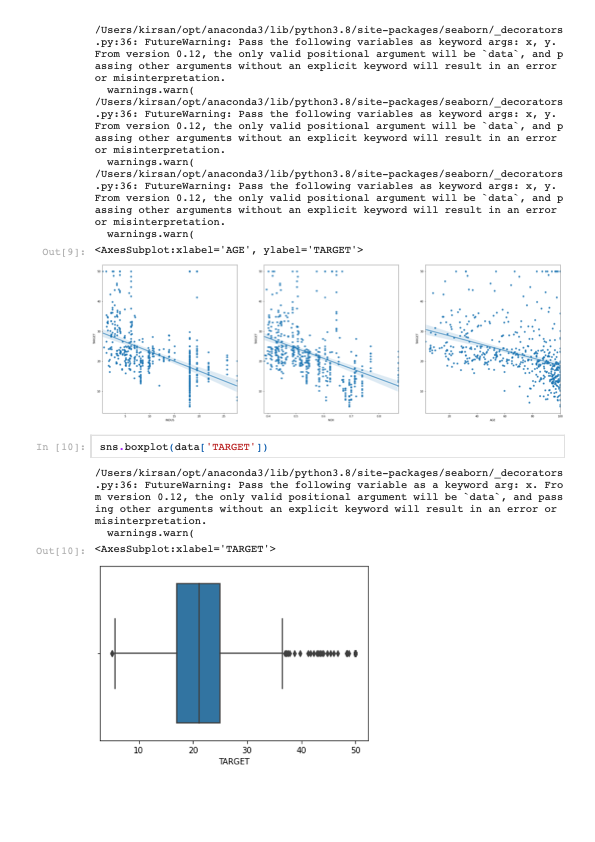 /Users/kirsan/opt/anaconda3/lib/python3.8/site-packages/seaborn/_decorators
.py:36: FutureWarning: Pass the following variables as keyword args: x, y.
From version 0.12, the only valid positional argument will be `data`, and p
assing other arguments without an explicit keyword will result in an error
or misinterpretation.
  warnings.warn(
/Users/kirsan/opt/anaconda3/lib/python3.8/site-packages/seaborn/_decorators
.py:36: FutureWarning: Pass the following variables as keyword args: x, y.
From version 0.12, the only valid positional argument will be `data`, and p
assing other arguments without an explicit keyword will result in an error
or misinterpretation.
  warnings.warn(
/Users/kirsan/opt/anaconda3/lib/python3.8/site-packages/seaborn/_decorators
.py:36: FutureWarning: Pass the following variables as keyword args: x, y.
From version 0.12, the only valid positional argument will be `data`, and p
assing other arguments without an explicit keyword will result in an error
or misinterpretation.
  warnings.warn(
Out[9]: <AxesSubplot:xlabel='AGE', ylabel='TARGET'>
In [10]: sns.boxplot(data['TARGET'])
/Users/kirsan/opt/anaconda3/lib/python3.8/site-packages/seaborn/_decorators
.py:36: FutureWarning: Pass the following variable as a keyword arg: x. Fro
m version 0.12, the only valid positional argument will be `data`, and pass
ing other arguments without an explicit keyword will result in an error or
misinterpretation.
  warnings.warn(
Out[10]: <AxesSubplot:xlabel='TARGET'>
10 20 30 40 50
TARGET